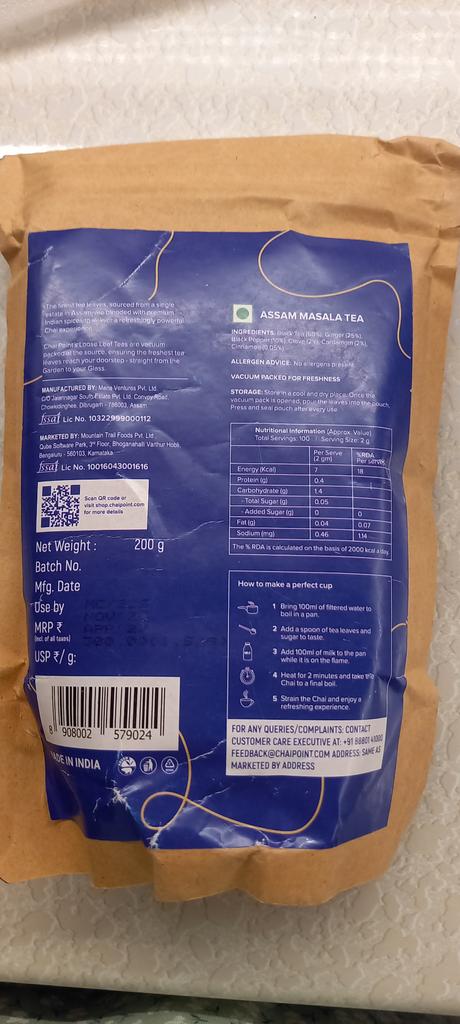 The finest tea leaves, sourced from a single
estate in Assam are blended with premium
Indian spices to deliver a refreshingly powerful
Chai experience.
Chai Point's Loose Leaf Teas are vacuum
packed at the source, ensuring the freshest tea
leaves reach your doorstep - straight from the
Garden to your Glass.
MANUFACTURED BY: Mana Ventures Pvt. Ltd.
C/O Jawannagar South Estate Pvt. Ltd. Convoy Road,
Chowkidinghee, Dibrugarh - 786003, Assam.
fssai Lic No. 10322999000112
MARKETED BY: Mountain Trail Foods Pvt. Ltd.
Qube Software Park, 3rd Floor, Bhoganahalli Varthur Hobli,
Bengaluru - 560103, Karnataka.
fssai Lic No. 10016043001616
Scan QR code or
visit shop.chaipoint.com
for more details
Net Weight : 200 g
Batch No.
Mfg. Date
Use by
MRP ₹
(incl. of all taxes)
USP ₹/ g:
8 908002 579024
MADE IN INDIA
ASSAM MASALA TEA
INGREDIENTS: Black Tea (60%), Ginger (25%),
Black Pepper (10%), Clove (2%), Cardamom (2%),
Cinnamon (0.05%)
ALLERGEN ADVICE: No allergens present
VACUUM PACKED FOR FRESHNESS
STORAGE: Store in a cool and dry place. Once the
vacuum pack is opened, pour the leaves into the pouch.
Press and seal pouch after every use
Nutritional Information (Approx. Value)
Total Servings: 100 Serving Size: 2 g
Per Serve (2 gm) %RDA Per Serve
Energy (Kcal) 7 18
Protein (g) 0.4
Carbohydrate (g) 1.4
- Total Sugar (g) 0.05
- Added Sugar (g) 0 0
Fat (g) 0.04 0.07
Sodium (mg) 0.46 1.14
The % RDA is calculated on the basis of 2000 kcal a day
How to make a perfect cup
1 Bring 100ml of filtered water to
boil in a pan.
2 Add a spoon of tea leaves and
sugar to taste.
3 Add 100ml of milk to the pan
while it is on the flame.
4 Heat for 2 minutes and take the
Chai to a final boil.
5 Strain the Chai and enjoy a
refreshing experience.
FOR ANY QUERIES/COMPLAINTS: CONTACT
CUSTOMER CARE EXECUTIVE AT: +91 88801 41000
FEEDBACK@CHAIPOINT.COM ADDRESS: SAME AS
MARKETED BY ADDRESS